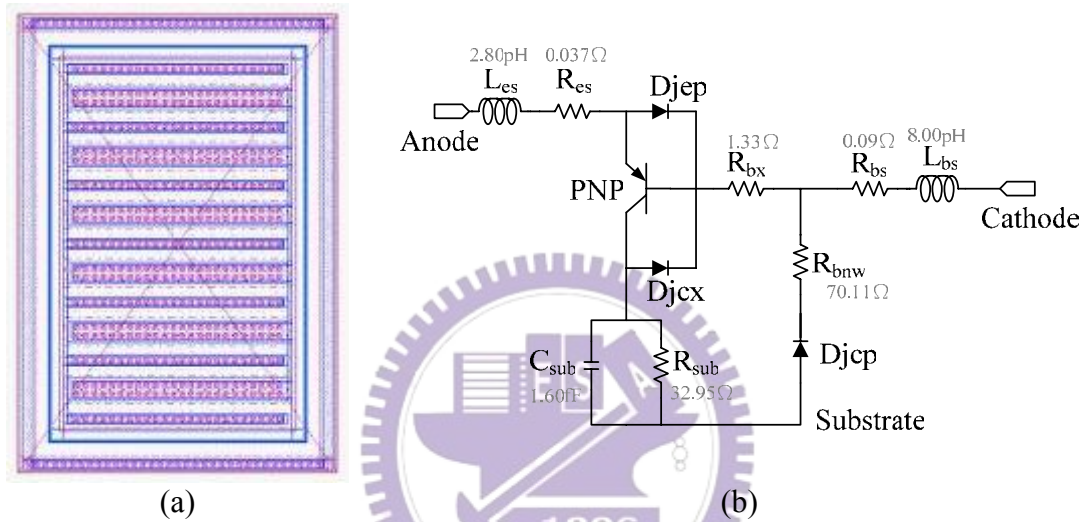 2.80pH
L_es
0.037Ω
R_es
Djep
Anode
PNP
1.33Ω
R_bx
0.09Ω
R_bs
8.00pH
L_bs
Cathode
Djcx
R_bnw
70.11Ω
C_sub
1.60fF
R_sub
32.95Ω
Djcp
Substrate
(a)
(b)